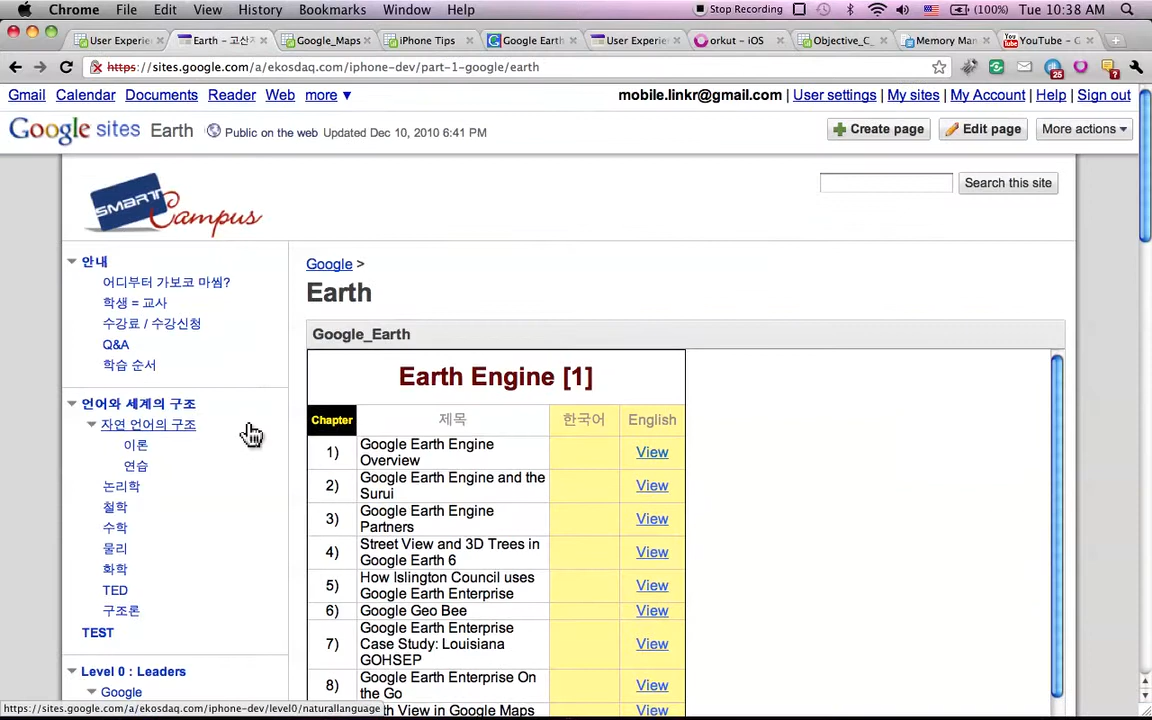 Chrome File Edit View History Bookmarks Window Help Stop Recording (100%) Tue 10:38 AM
User Experie Earth – 고산지 Google_Maps iPhone Tips Google Earth User Experie orkut – iOS Objective_C_ Memory Man YouTube – G
https://sites.google.com/a/ekosdaq.com/iphone-dev/part-1-google/earth 25 ?
Gmail Calendar Documents Reader Web more ▼ mobile.linkr@gmail.com | User settings | My sites | My Account | Help | Sign out
Google sites Earth Public on the web Updated Dec 10, 2010 6:41 PM Create page Edit page More actions ▼
SMART Campus
Search this site
안내
어디부터 가보코 마씸?
학생 = 교사
수강료 / 수강신청
Q&A
학습 순서
언어와 세계의 구조
자연 언어의 구조
이론
연습
논리학
철학
수학
물리
화학
TED
구조론
TEST
Level 0 : Leaders
Google
Google >
Earth
Google_Earth
Earth Engine [1]
Chapter 제목 한국어 English
1) Google Earth Engine Overview View
2) Google Earth Engine and the Surui View
3) Google Earth Engine Partners View
4) Street View and 3D Trees in Google Earth 6 View
5) How Islington Council uses Google Earth Enterprise View
6) Google Geo Bee View
7) Google Earth Enterprise Case Study: Louisiana GOHSEP View
8) Google Earth Enterprise On the Go View
View in Google Maps View
https://sites.google.com/a/ekosdaq.com/iphone-dev/level0/naturallanguage